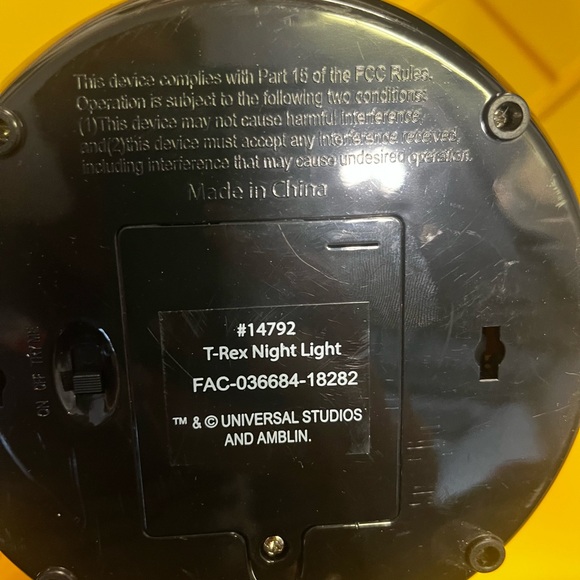 This device complies with Part 15 of the FCC Rules.
Operation is subject to the following two conditions:
(1)This device may not cause harmful interference,
and(2)this device must accept any interference received,
including interference that may cause undesired operation.
Made in China
#14792
T-Rex Night Light
FAC-036684-18282
™ & © UNIVERSAL STUDIOS
AND AMBLIN.
ON OFF